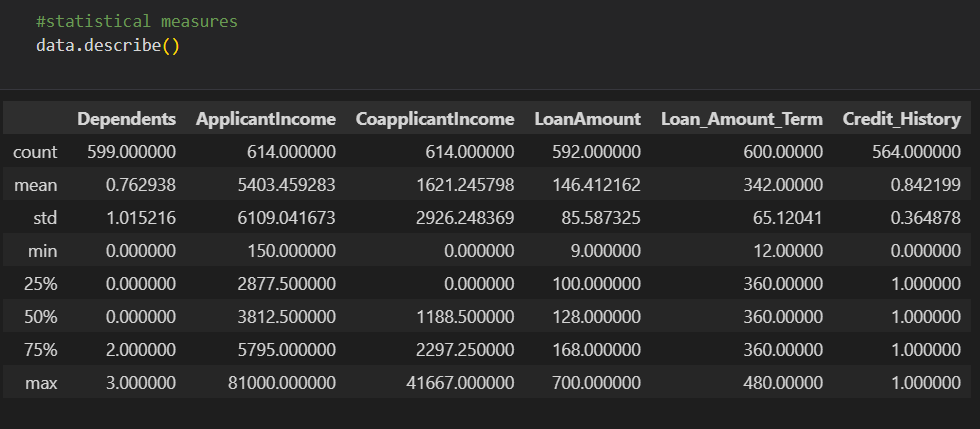 #statistical measures
data.describe()
Dependents ApplicantIncome CoapplicantIncome LoanAmount Loan_Amount_Term Credit_History
count 599.000000 614.000000 614.000000 592.000000 600.00000 564.000000
mean 0.762938 5403.459283 1621.245798 146.412162 342.00000 0.842199
std 1.015216 6109.041673 2926.248369 85.587325 65.12041 0.364878
min 0.000000 150.000000 0.000000 9.000000 12.00000 0.000000
25% 0.000000 2877.500000 0.000000 100.000000 360.00000 1.000000
50% 0.000000 3812.500000 1188.500000 128.000000 360.00000 1.000000
75% 2.000000 5795.000000 2297.250000 168.000000 360.00000 1.000000
max 3.000000 81000.000000 41667.000000 700.000000 480.00000 1.000000